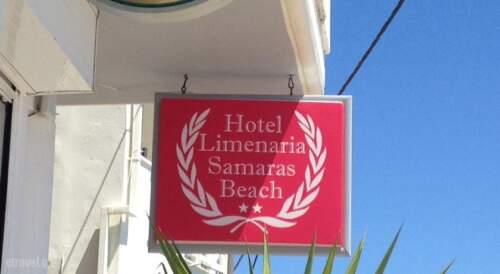 Hotel
Limenaria
Samaras
Beach